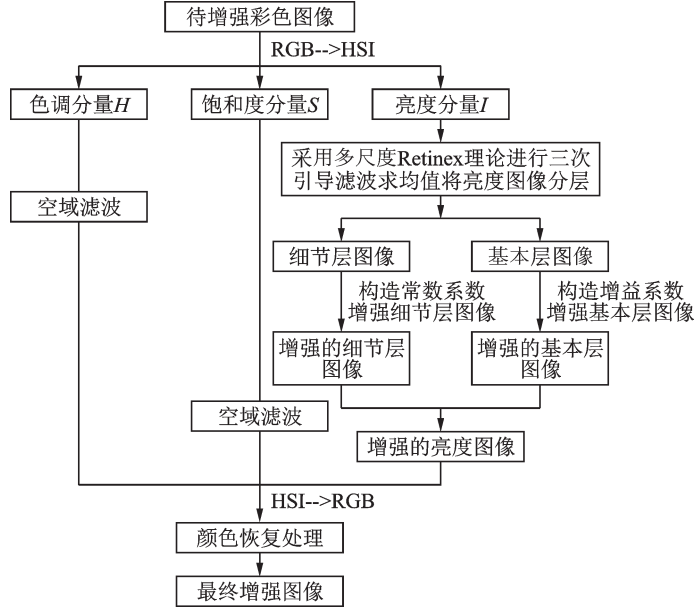 待增强彩色图像
RGB-->HSI
色调分量H
饱和度分量S
亮度分量I
采用多尺度Retinex理论进行三次
引导滤波求均值将亮度图像分层
空域滤波
细节层图像
基本层图像
构造常数系数
增强细节层图像
构造增益系数
增强基本层图像
增强的细节层
图像
增强的基本层
图像
空域滤波
增强的亮度图像
HSI-->RGB
颜色恢复处理
最终增强图像